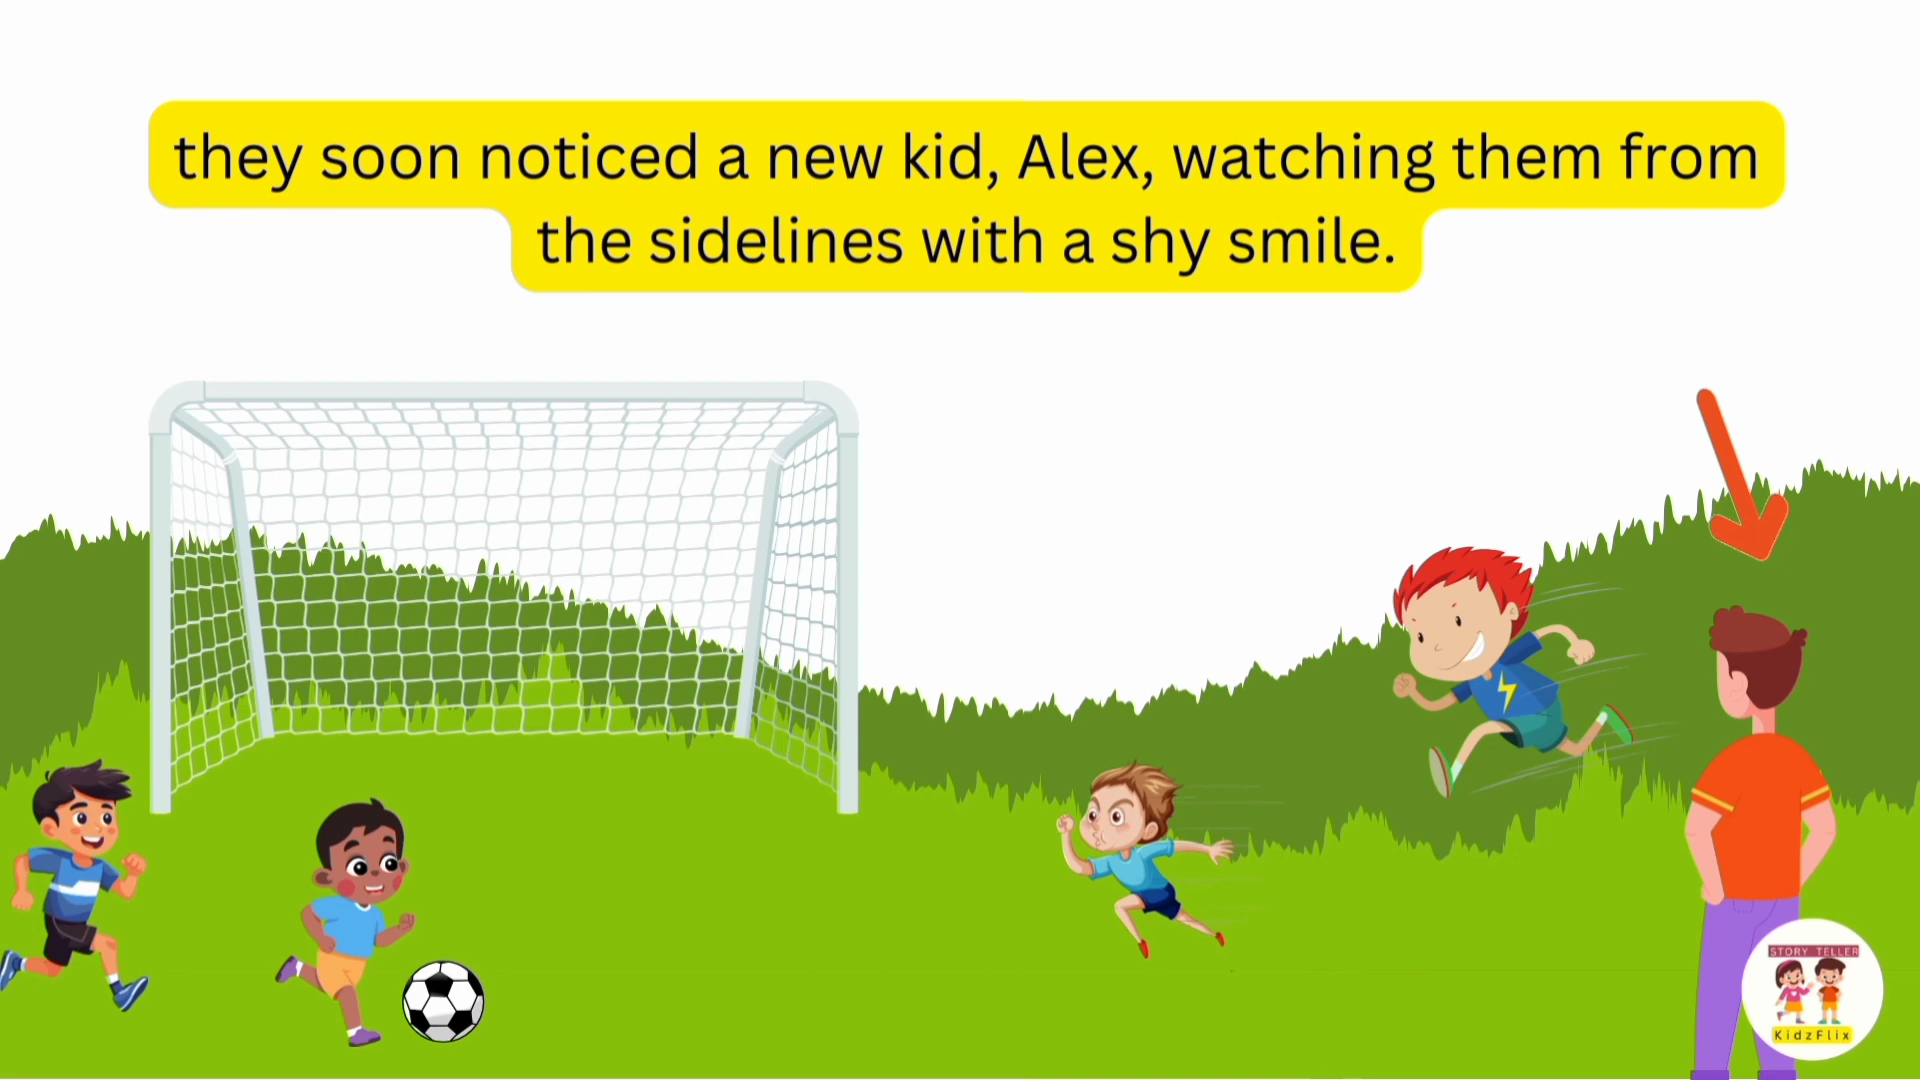 they soon noticed a new kid, Alex, watching them from
the sidelines with a shy smile.
STORY TELLER
KidzFlix